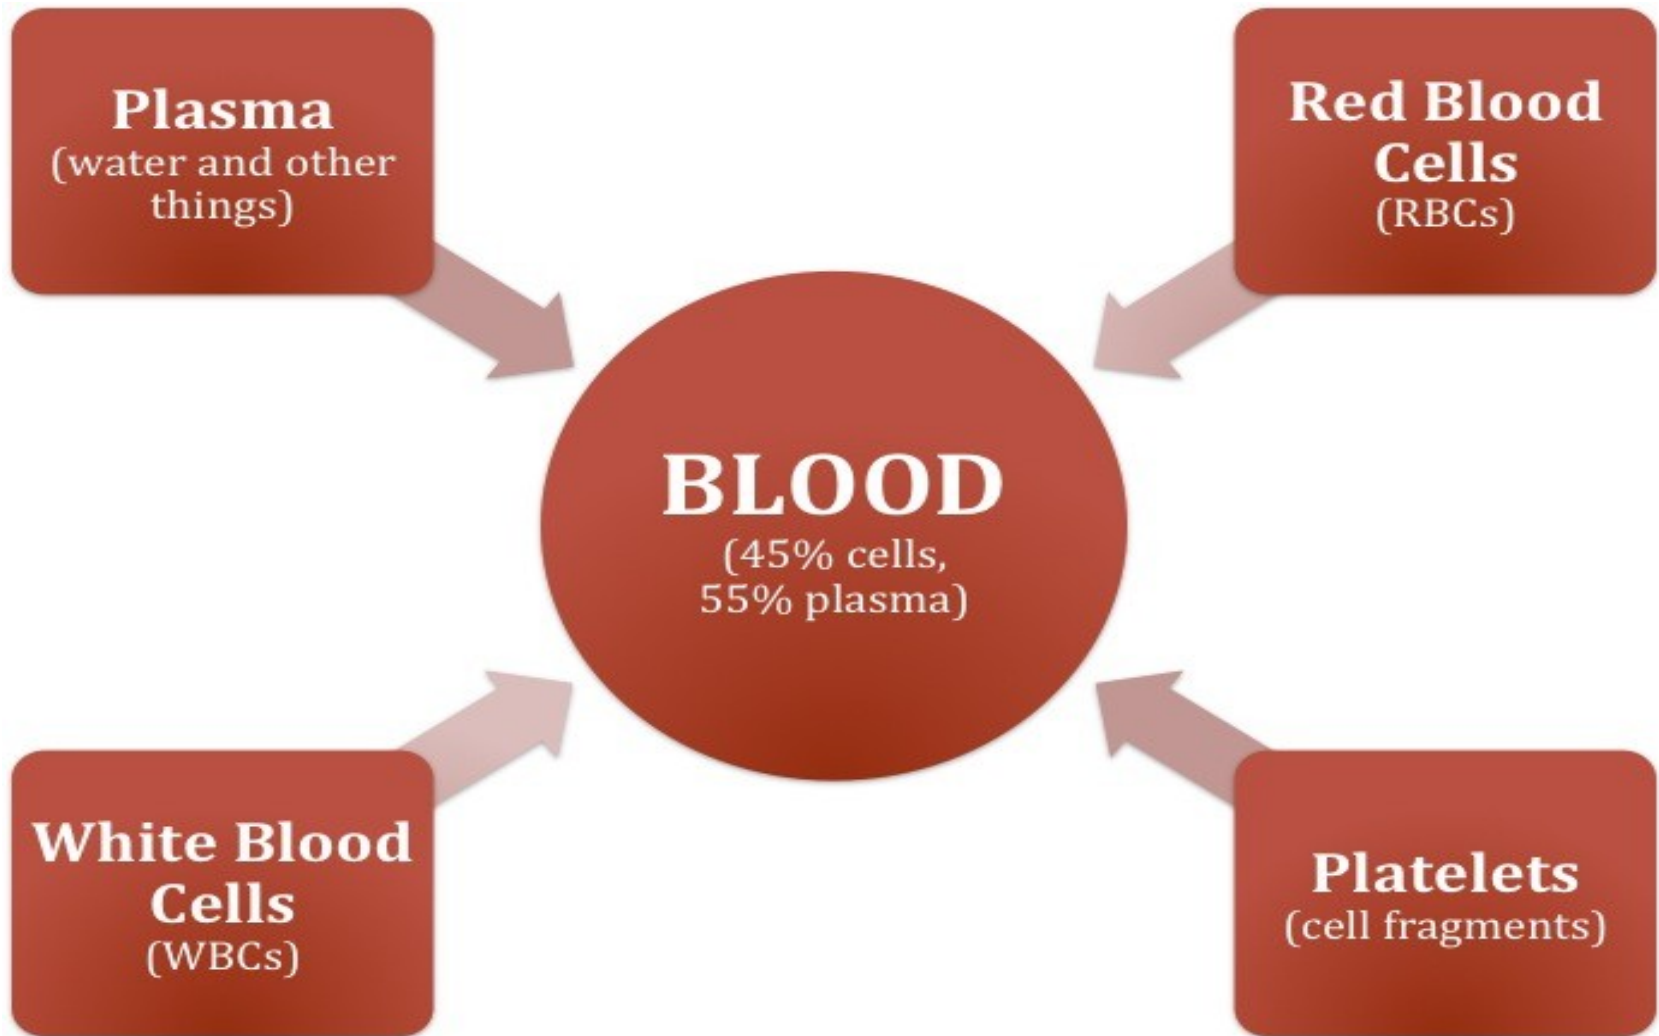 Plasma
(water and other
things)
Red Blood
Cells
(RBCs)
BLOOD
(45% cells,
55% plasma)
White Blood
Cells
(WBCs)
Platelets
(cell fragments)